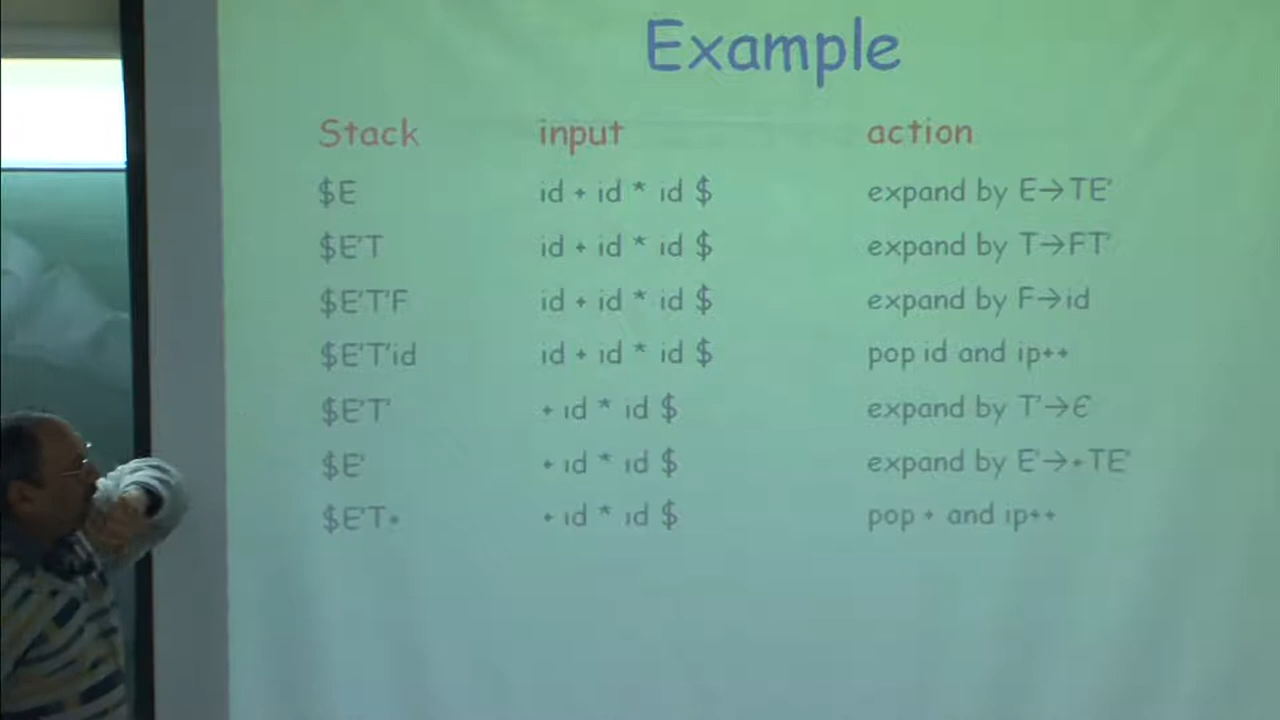 Example
Stack input action
$E id + id * id $ expand by E→TE'
$E'T id + id * id $ expand by T→FT'
$E'T'F id + id * id $ expand by F→id
$E'T'id id + id * id $ pop id and ip++
$E'T' + id * id $ expand by T'→Є
$E' + id * id $ expand by E'→+TE'
$E'T+ + id * id $ pop + and ip++